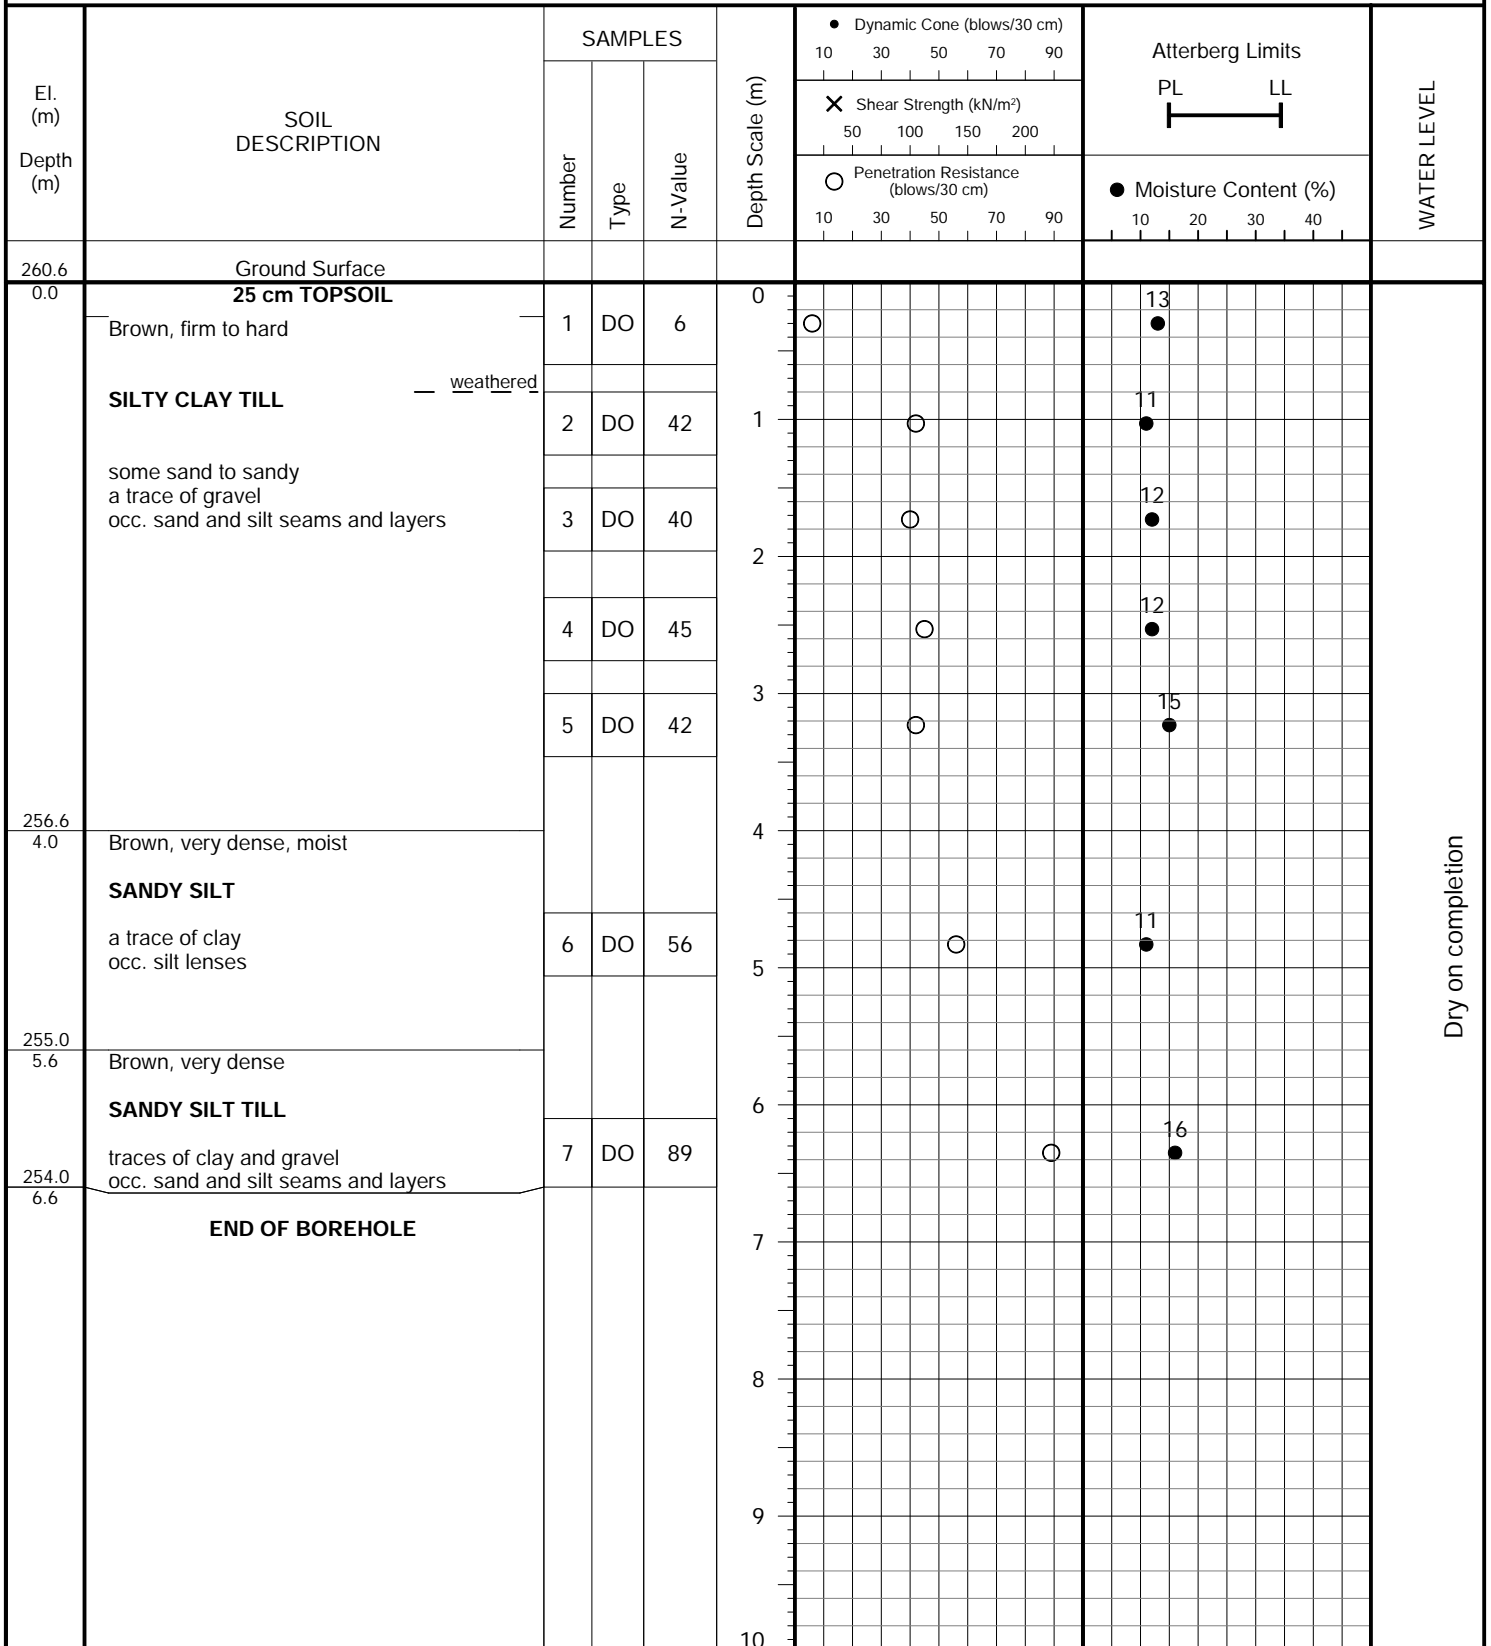 El.
(m)
Depth
(m)
SOIL
DESCRIPTION
SAMPLES
Number
Type
N-Value
Depth Scale (m)
● Dynamic Cone (blows/30 cm)
10 30 50 70 90
✕ Shear Strength (kN/m²)
50 100 150 200
○ Penetration Resistance
(blows/30 cm)
10 30 50 70 90
Atterberg Limits
PL LL
● Moisture Content (%)
10 20 30 40
WATER LEVEL
260.6 Ground Surface
0.0 25 cm TOPSOIL 0
13
Brown, firm to hard 1 DO 6
weathered
SILTY CLAY TILL
11
2 DO 42 1
some sand to sandy
a trace of gravel 12
occ. sand and silt seams and layers 3 DO 40
2
12
4 DO 45
3
15
5 DO 42
256.6
4.0 Brown, very dense, moist 4
SANDY SILT
11
a trace of clay 6 DO 56
occ. silt lenses 5
Dry on completion
255.0
5.6 Brown, very dense
SANDY SILT TILL 6
16
traces of clay and gravel 7 DO 89
254.0 occ. sand and silt seams and layers
6.6
END OF BOREHOLE
7
8
9
10